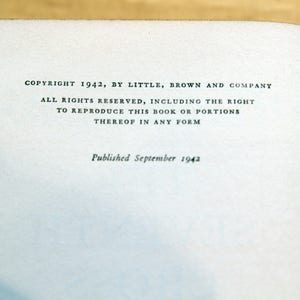 COPYRIGHT 1942, BY LITTLE, BROWN AND COMPANY
ALL RIGHTS RESERVED, INCLUDING THE RIGHT
TO REPRODUCE THIS BOOK OR PORTIONS
THEREOF IN ANY FORM
Published September 1942